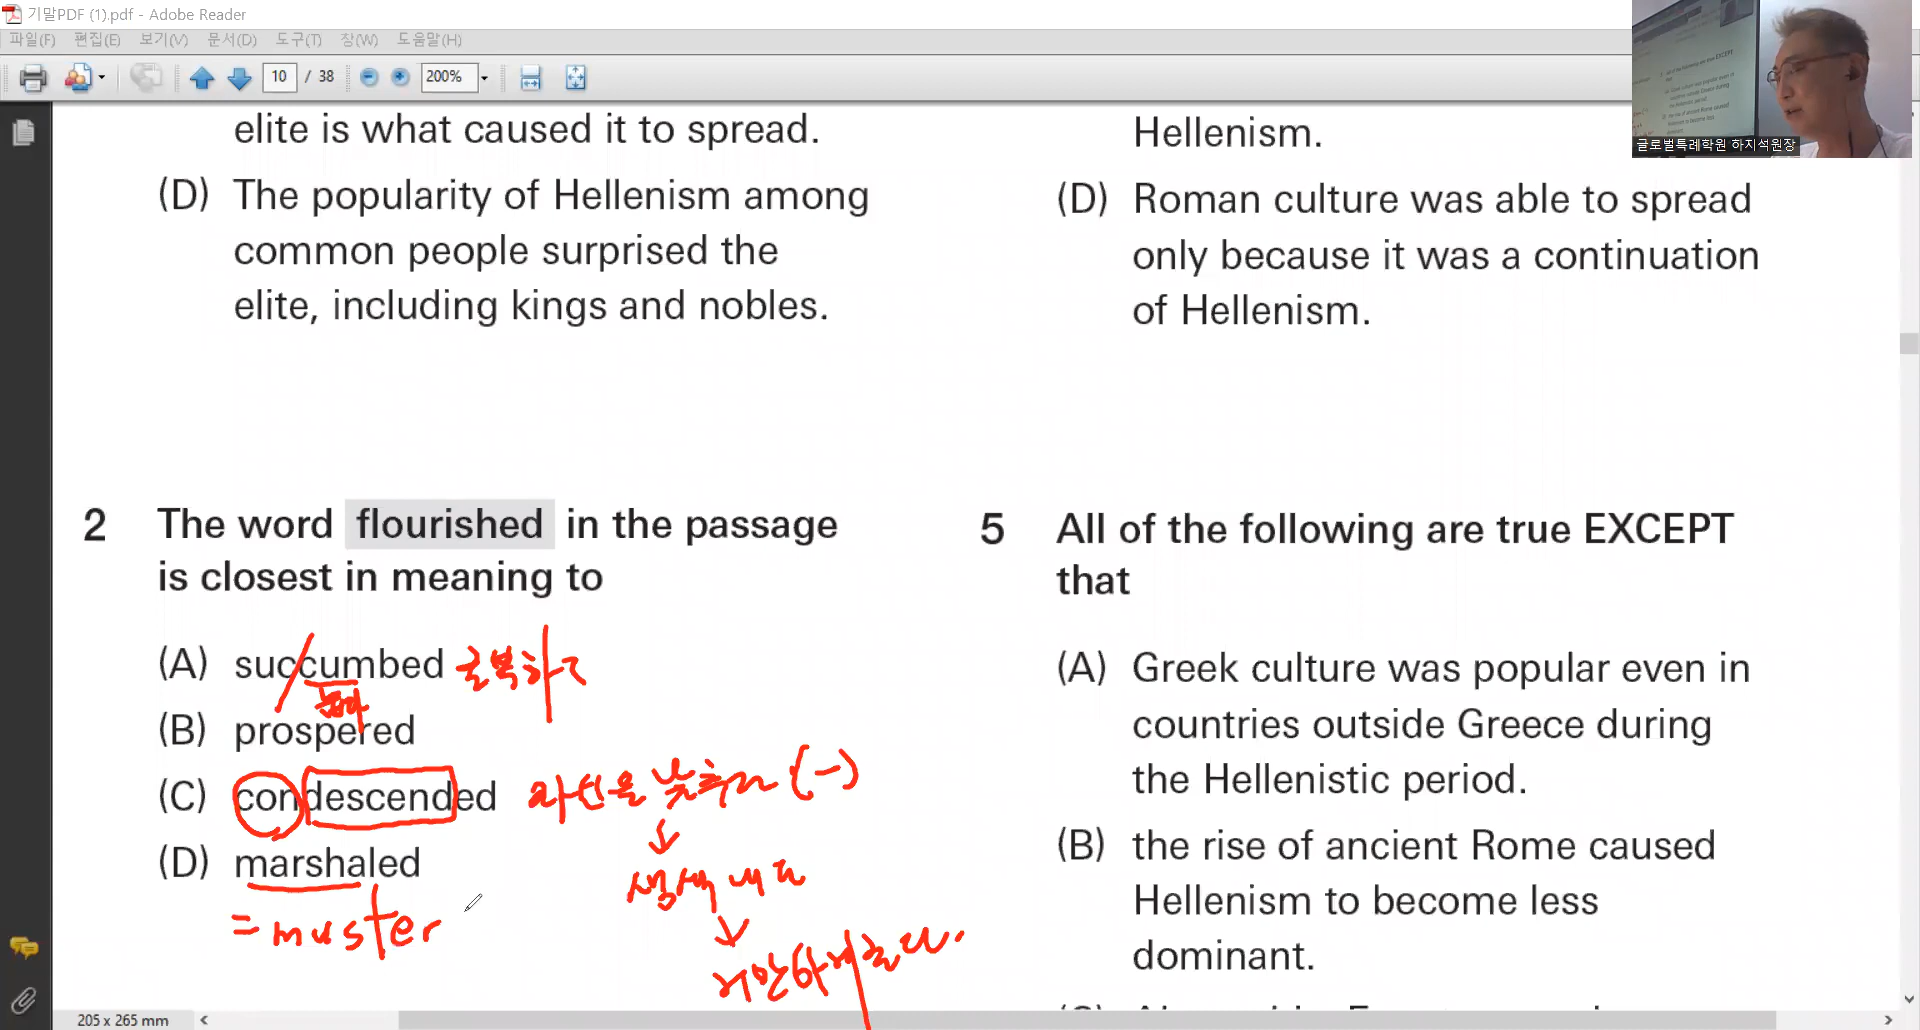 기말PDF (1).pdf - Adobe Reader
파일(F) 편집(E) 보기(V) 문서(D) 도구(T) 창(W) 도움말(H)
10 / 38 200%
글로벌특례학원 하지석원장
elite is what caused it to spread.
(D) The popularity of Hellenism among
common people surprised the
elite, including kings and nobles.
2 The word flourished in the passage
is closest in meaning to
(A) succumbed 굴복하다
눕다
(B) prospered
(C) condescended 자신을 낮추다 (-)
↓
생색내다
↓
거만하게 굴다.
(D) marshaled
= muster
Hellenism.
(D) Roman culture was able to spread
only because it was a continuation
of Hellenism.
5 All of the following are true EXCEPT
that
(A) Greek culture was popular even in
countries outside Greece during
the Hellenistic period.
(B) the rise of ancient Rome caused
Hellenism to become less
dominant.
205 x 265 mm